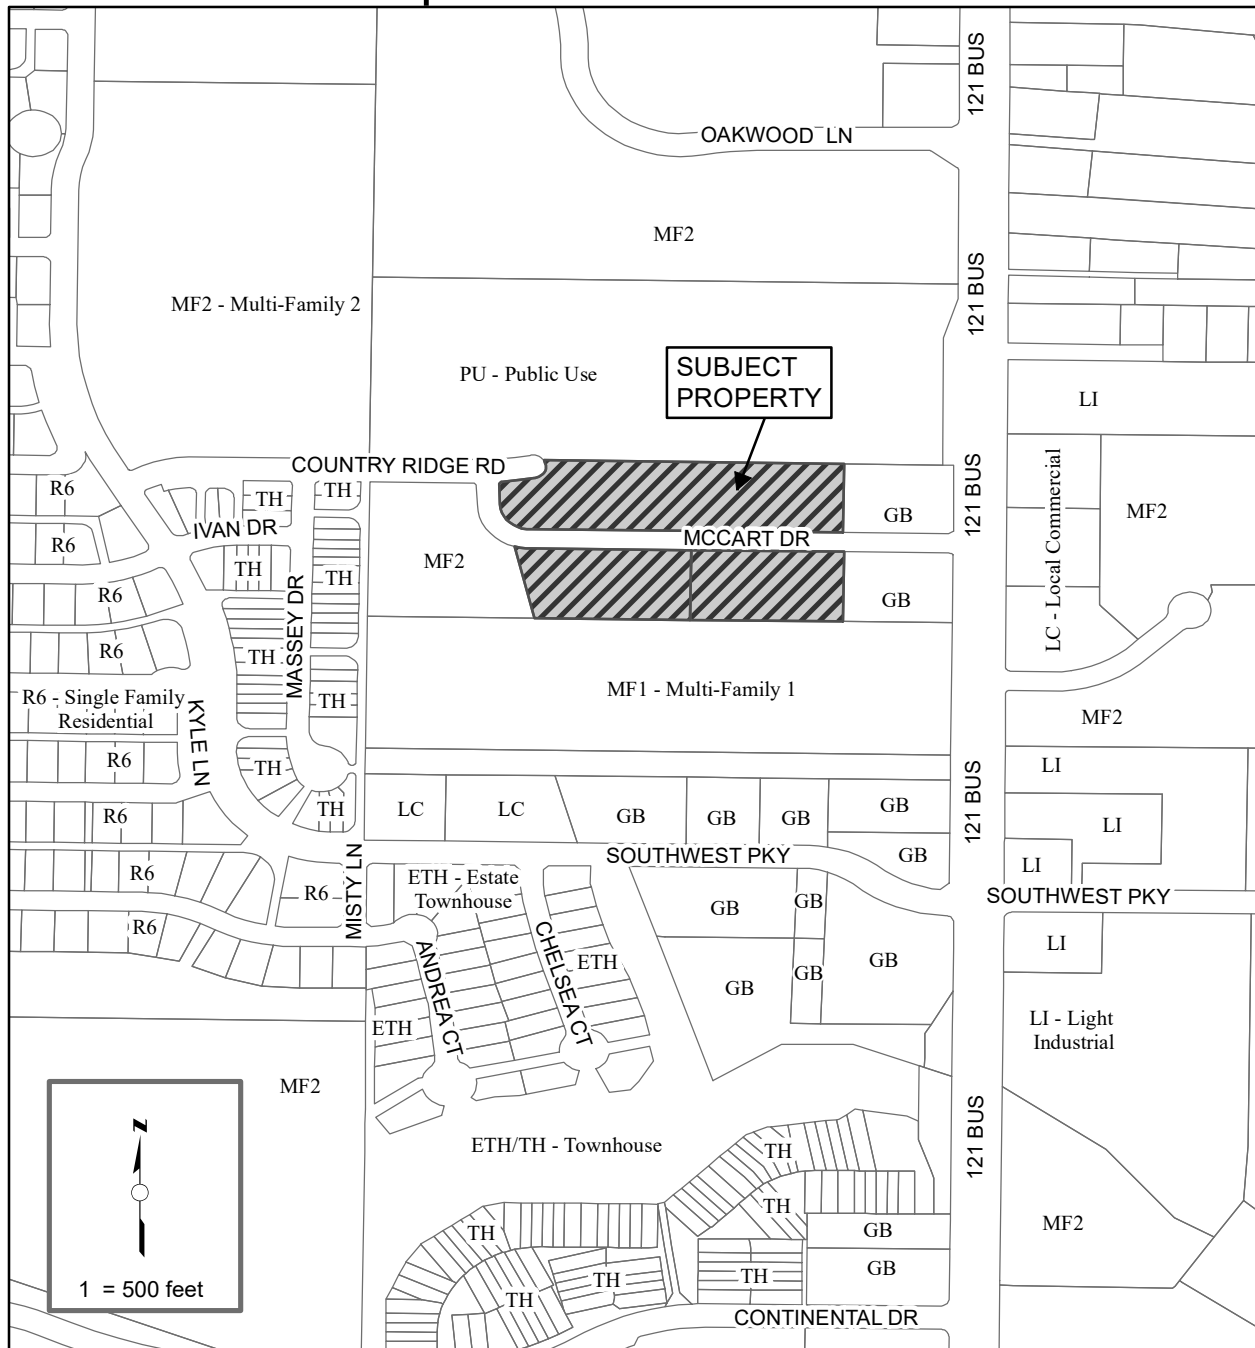 121 BUS
OAKWOOD LN
MF2
121 BUS
MF2 - Multi-Family 2
PU - Public Use
SUBJECT
PROPERTY
LI
COUNTRY RIDGE RD
121 BUS
R6
TH
TH
GB
MF2
IVAN DR
MCCART DR
LC - Local Commercial
R6
TH
MF2
TH
R6
MASSEY DR
GB
R6
TH
R6 - Single Family
Residential
KYLE LN
TH
MF1 - Multi-Family 1
MF2
R6
TH
LI
121 BUS
R6
TH
LC
LC
GB
GB
GB
GB
LI
SOUTHWEST PKY
GB
LI
R6
R6
MISTY LN
ETH - Estate
Townhouse
GB
GB
SOUTHWEST PKY
R6
ANDREA CT
CHELSEA CT
ETH
GB
GB
GB
LI
ETH
LI - Light
Industrial
MF2
z
121 BUS
ETH/TH - Townhouse
TH
TH
TH
GB
MF2
TH
TH
TH
GB
1 = 500 feet
CONTINENTAL DR